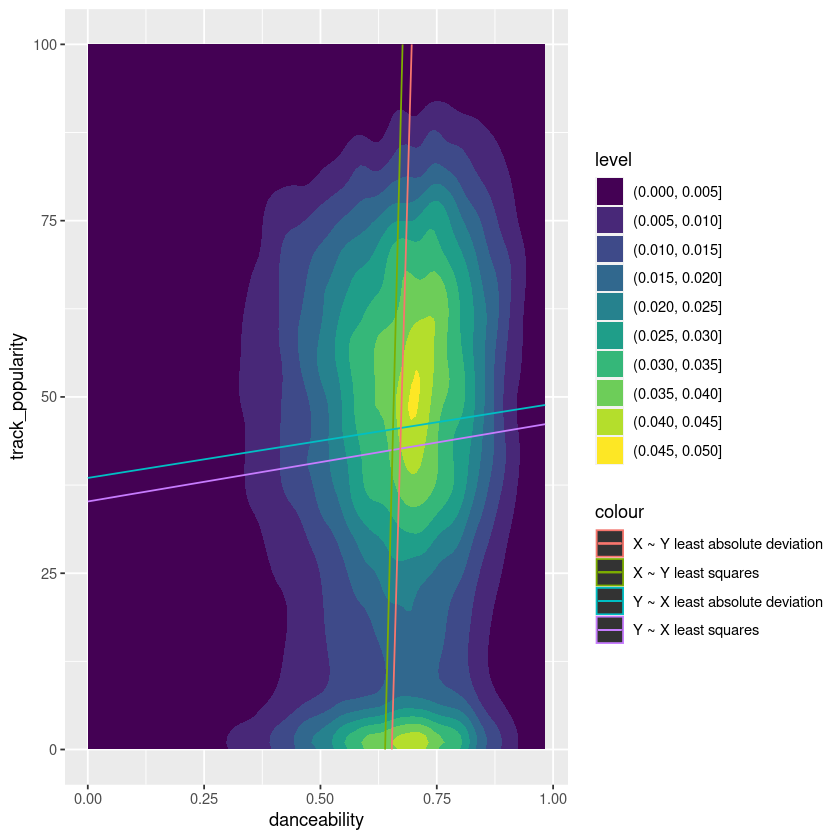 100
75
50
25
0
track_popularity
0.00 0.25 0.50 0.75 1.00
danceability
level
(0.000, 0.005]
(0.005, 0.010]
(0.010, 0.015]
(0.015, 0.020]
(0.020, 0.025]
(0.025, 0.030]
(0.030, 0.035]
(0.035, 0.040]
(0.040, 0.045]
(0.045, 0.050]
colour
X ~ Y least absolute deviation
X ~ Y least squares
Y ~ X least absolute deviation
Y ~ X least squares